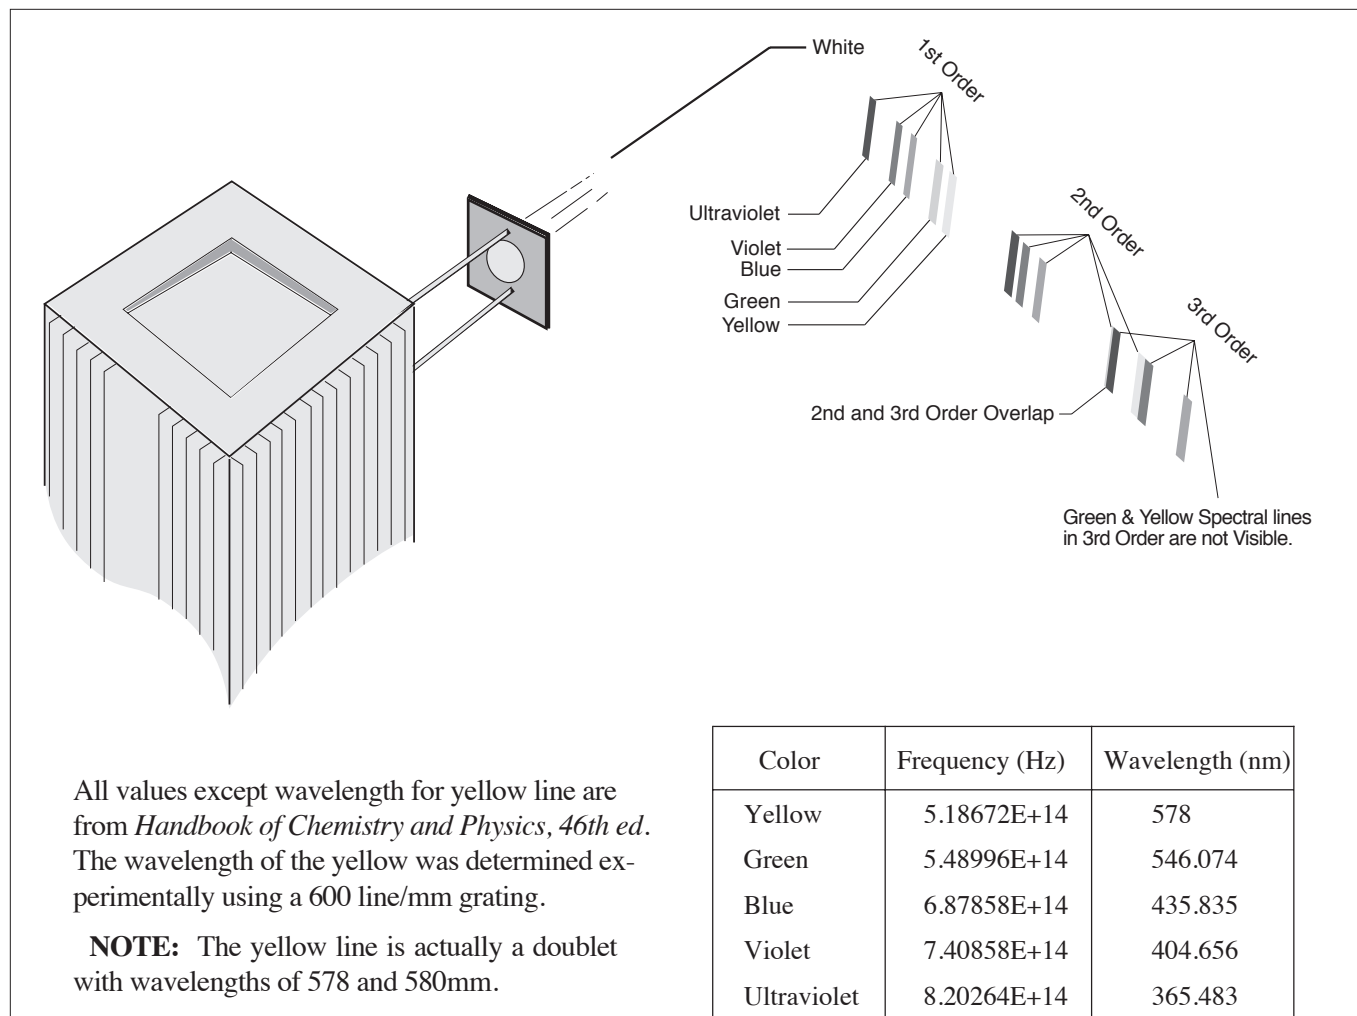 White
1st Order
Ultraviolet
Violet
Blue
Green
Yellow
2nd Order
3rd Order
2nd and 3rd Order Overlap
Green & Yellow Spectral lines
in 3rd Order are not Visible.
All values except wavelength for yellow line are
from Handbook of Chemistry and Physics, 46th ed.
The wavelength of the yellow was determined ex-
perimentally using a 600 line/mm grating.
NOTE: The yellow line is actually a doublet
with wavelengths of 578 and 580mm.
Color Frequency (Hz) Wavelength (nm)
Yellow 5.18672E+14 578
Green 5.48996E+14 546.074
Blue 6.87858E+14 435.835
Violet 7.40858E+14 404.656
Ultraviolet 8.20264E+14 365.483